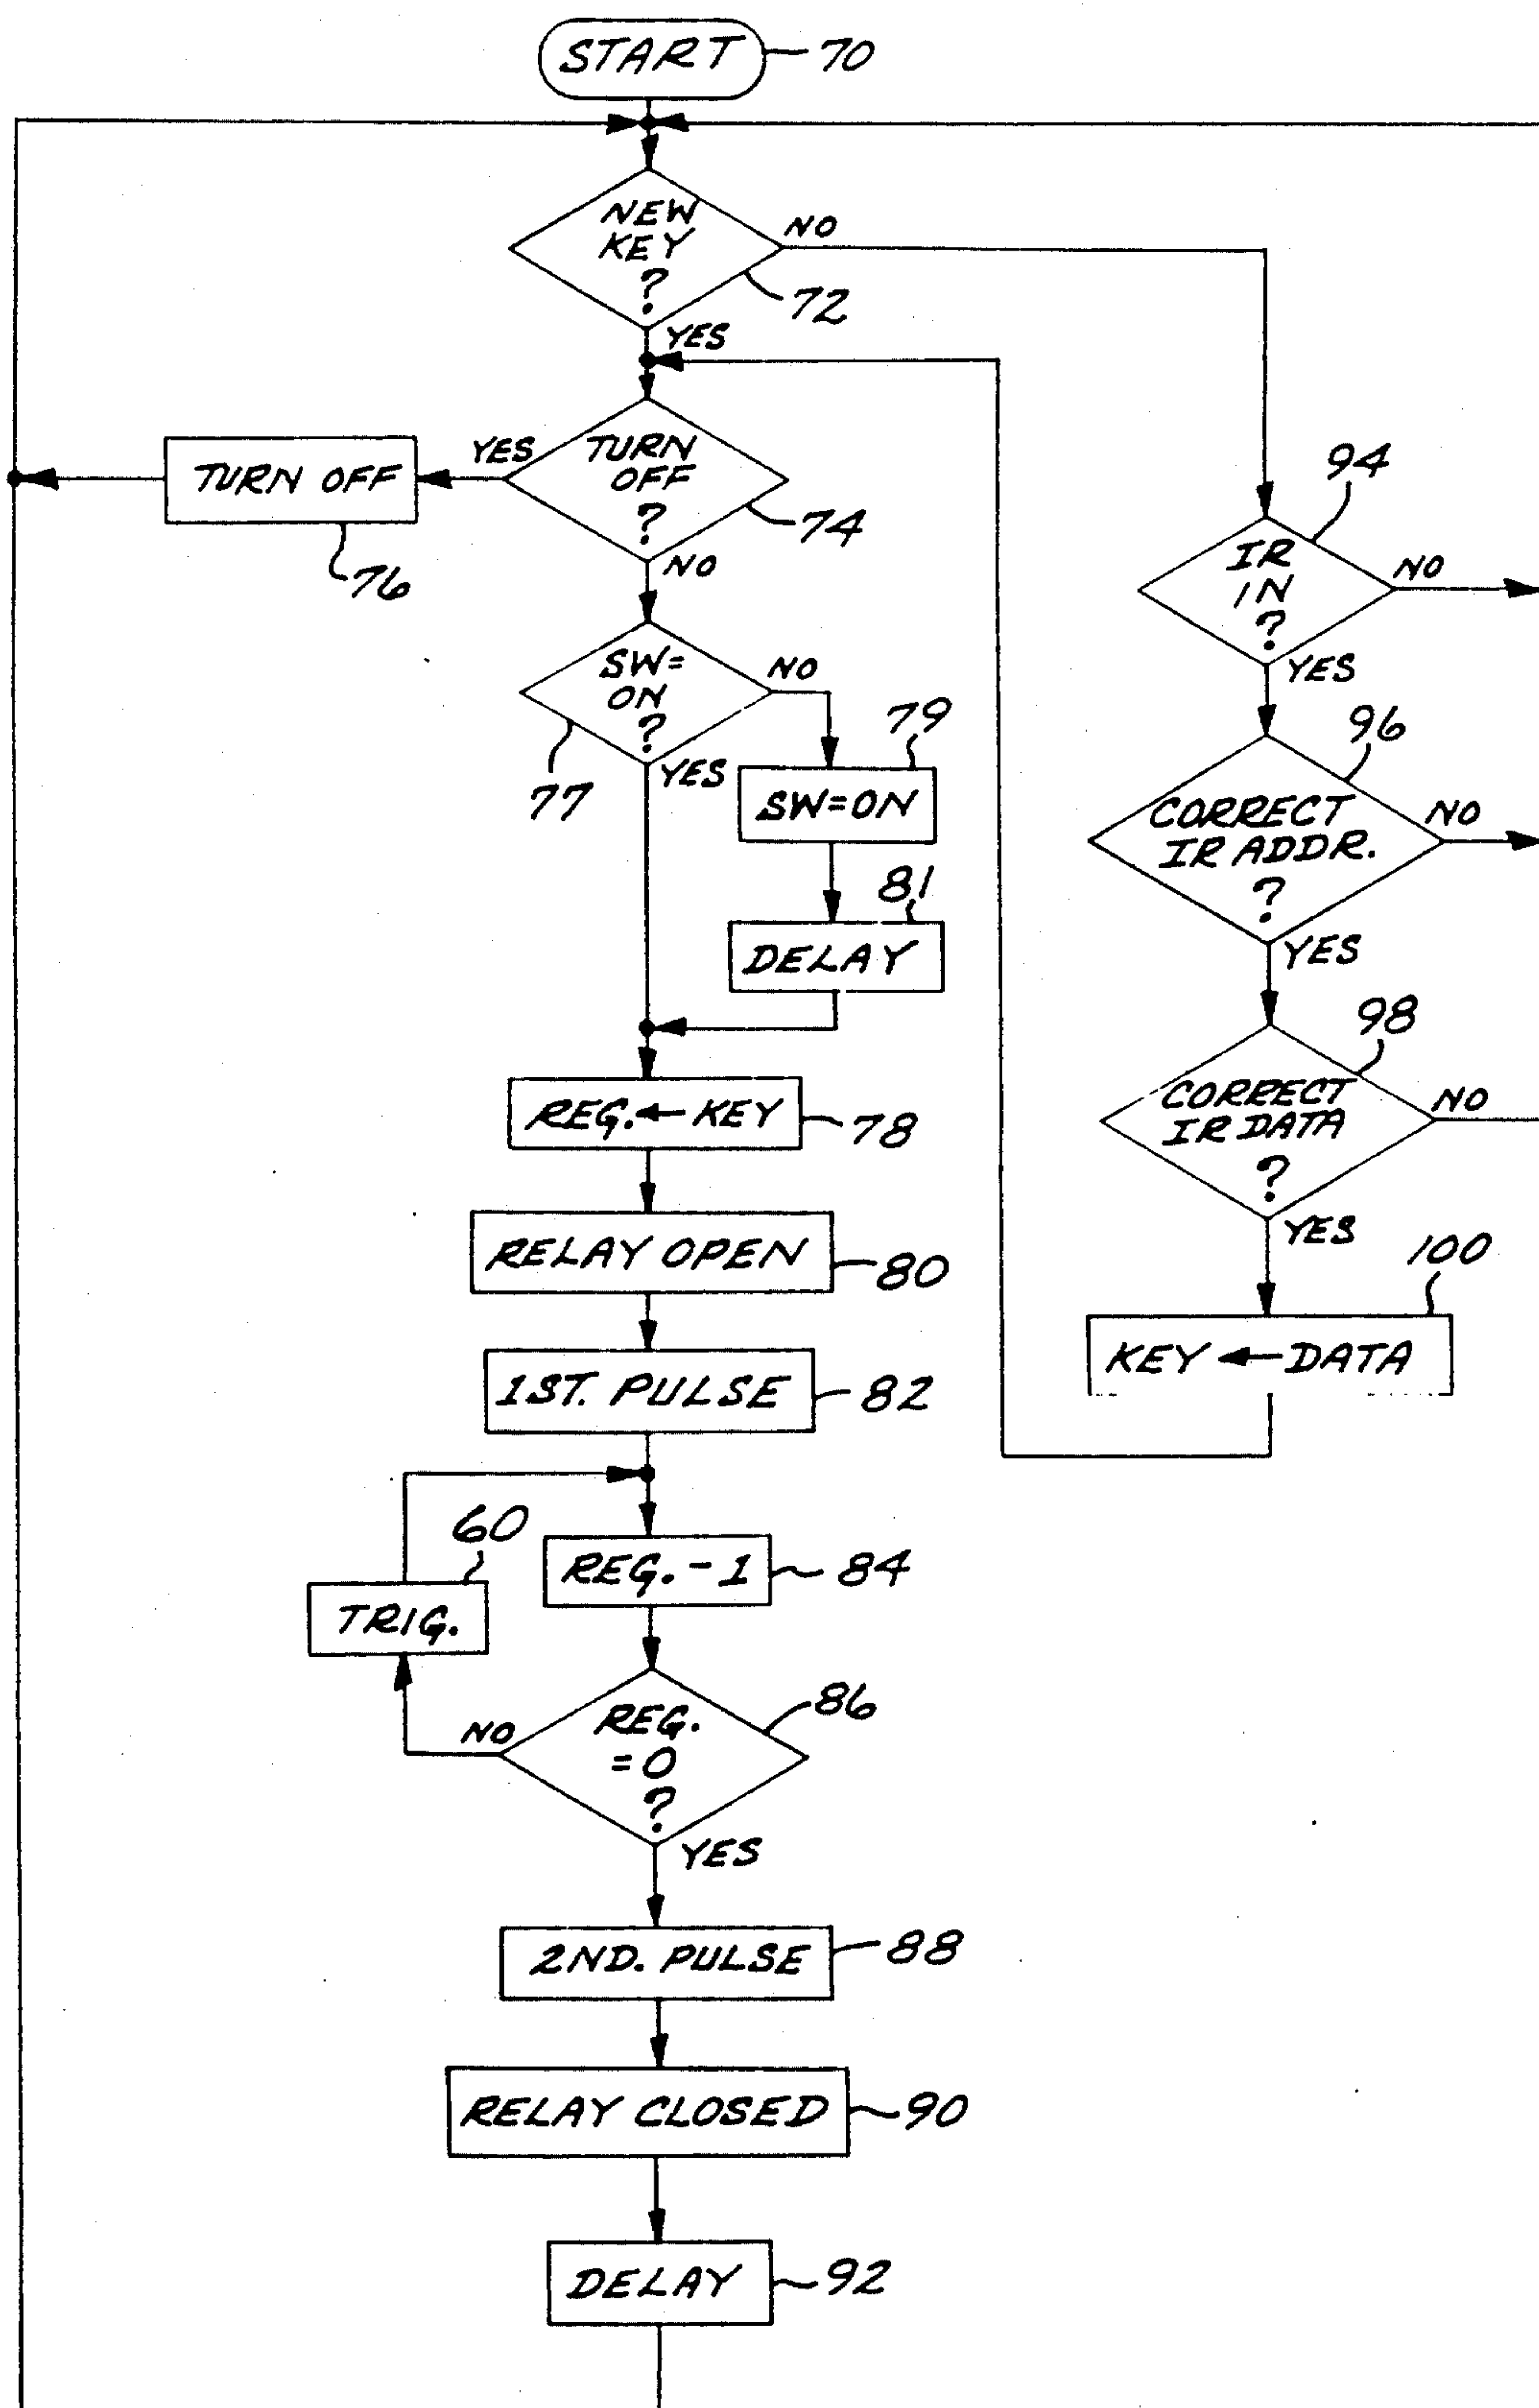 START
70
NEW
KEY
?
NO
72
YES
TURN
OFF
?
YES
74
NO
TURN OFF
76
SW=
ON
?
NO
77
YES
79
SW=ON
81
DELAY
REG. ← KEY
78
RELAY OPEN
80
1ST. PULSE
82
60
TRIG.
REG. - 1
84
REG.
= 0
?
86
NO
YES
2ND. PULSE
88
RELAY CLOSED
90
DELAY
92
94
IR
IN
?
NO
YES
96
CORRECT
IR ADDR.
?
NO
YES
98
CORRECT
IR DATA
?
NO
YES
100
KEY ← DATA